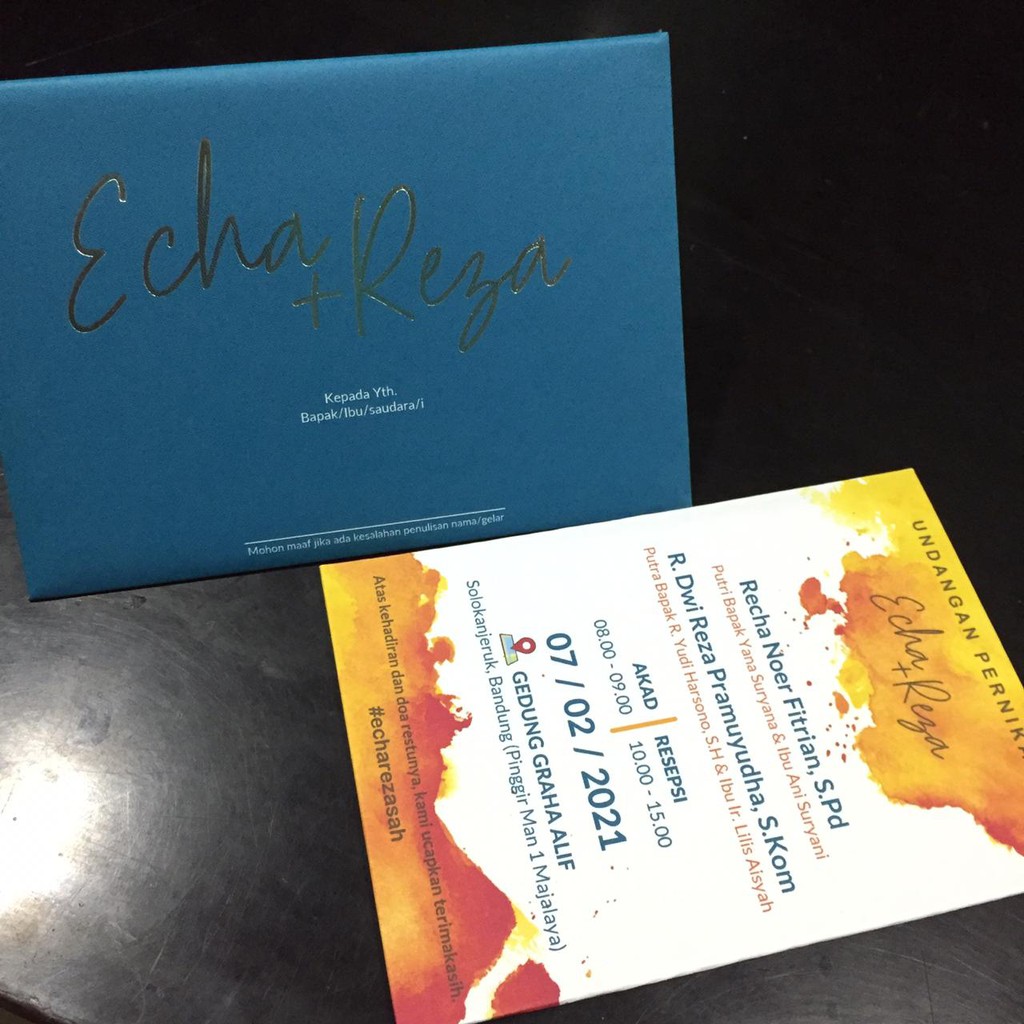 Echa
+Reza
Kepada Yth.
Bapak/Ibu/saudara/i
Mohon maaf jika ada kesalahan penulisan nama/gelar
UNDANGAN
Echa
+Reza
Recha Noer Fitrian, S.Pd
Putri Bapak Yana Suryana & Ibu Ani Suryani
R. Dwi Reza Pramuyudha, S.Kom
Putra Bapak R. Yudi Harsono, S.H & Ibu Ir. Lilis Aisyah
AKAD
08.00 - 09.00
RESEPSI
10.00 - 15.00
07 / 02 / 2021
GEDUNG GRAHA ALIF
Solokanjeruk, Bandung (Pinggir Man 1 Majalaya)
Atas kehadiran dan doa restunya, kami ucapkan terimakasih.
#echarezasah